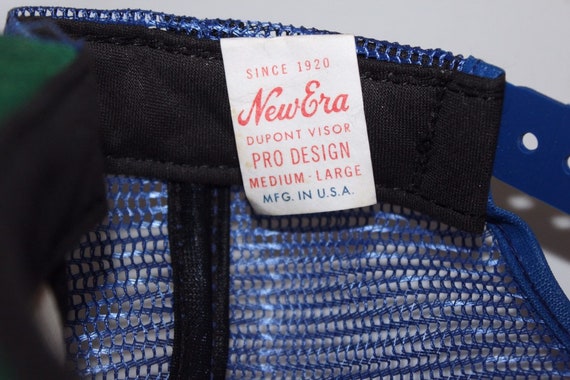 SINCE 1920
NewEra
DUPONT VISOR
PRO DESIGN
MEDIUM - LARGE
MFG. IN U.S.A.